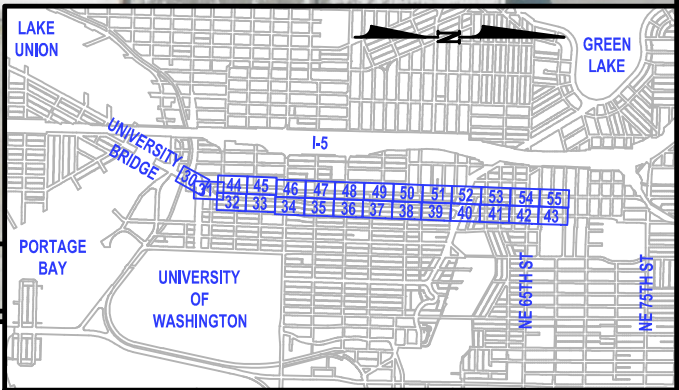 LAKE
UNION
N
GREEN
LAKE
UNIVERSITY
BRIDGE
I-5
30
31
44 45 46 47 48 49 50 51 52 53 54 55
32 33 34 35 36 37 38 39 40 41 42 43
PORTAGE
BAY
UNIVERSITY
OF
WASHINGTON
NE 65TH ST
NE 75TH ST